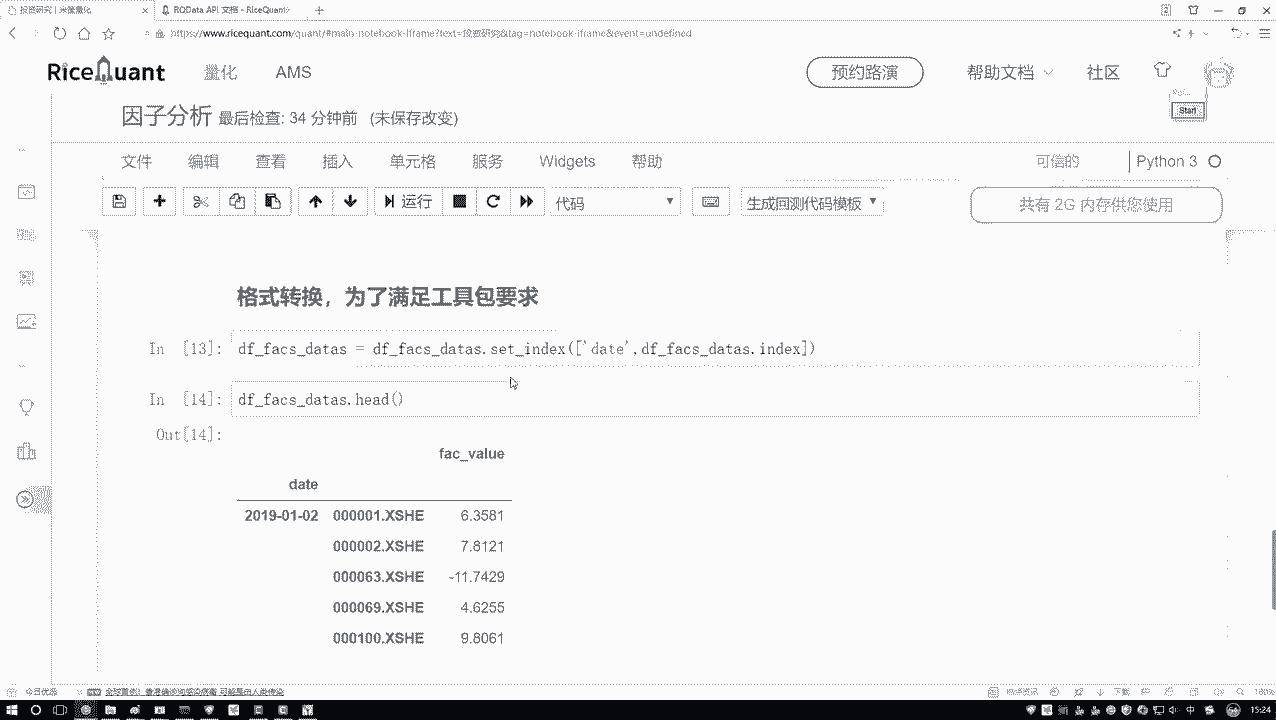 投资研究 | 米筐量化
RQData API 文档 - RiceQuant
https://www.ricequant.com/quant/#main-notebook-iframe?text=投资研究&tag=notebook-iframe&event=undefined
RiceQuant 量化 AMS 预约路演 帮助文档 社区
Start
因子分析 最后检查: 34 分钟前 (未保存改变)
文件 编辑 查看 插入 单元格 服务 Widgets 帮助 可信的 Python 3
运行 代码 生成回测代码模板 共有 2G 内存供您使用
格式转换，为了满足工具包要求
In [13]: df_facs_datas = df_facs_datas.set_index(['date',df_facs_datas.index])
In [14]: df_facs_datas.head()
Out[14]:
fac_value
date
2019-01-02 000001.XSHE 6.3581
000002.XSHE 7.8121
000063.XSHE -11.7429
000069.XSHE 4.6255
000100.XSHE 9.8061
今日优选
下载
中
15:24